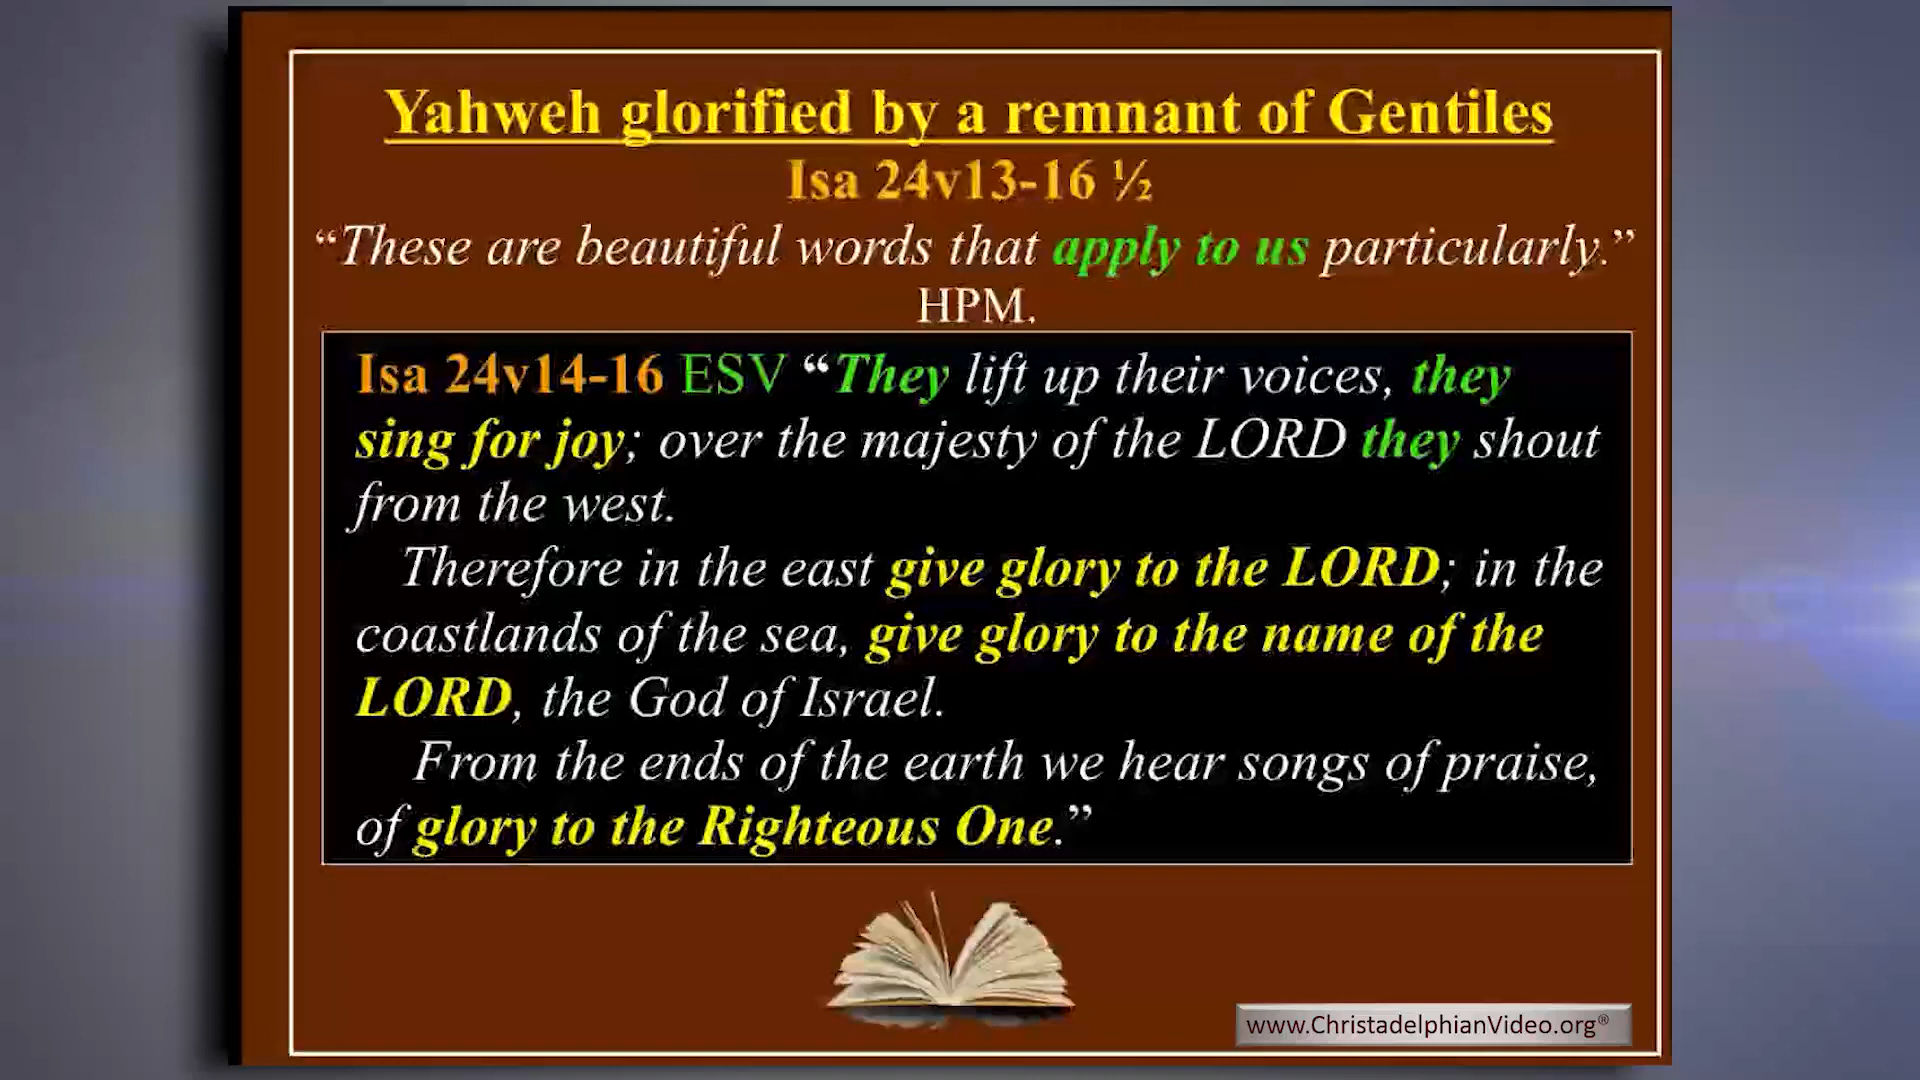 Yahweh glorified by a remnant of Gentiles
Isa 24v13-16 ½
“These are beautiful words that apply to us particularly.”
HPM.
Isa 24v14-16 ESV “They lift up their voices, they
sing for joy; over the majesty of the LORD they shout
from the west.
Therefore in the east give glory to the LORD; in the
coastlands of the sea, give glory to the name of the
LORD, the God of Israel.
From the ends of the earth we hear songs of praise,
of glory to the Righteous One.”
www.ChristadelphianVideo.org®